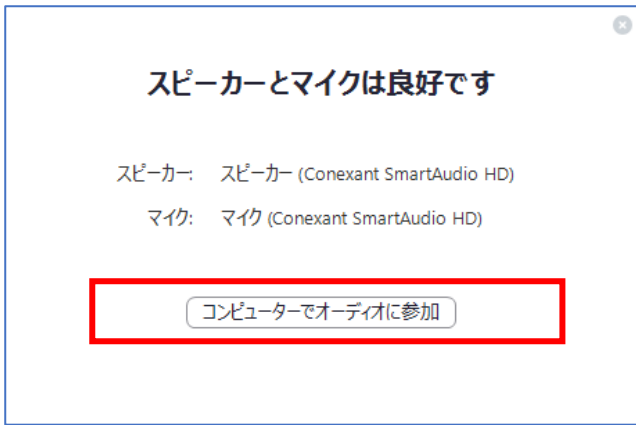 スピーカーとマイクは良好です
スピーカー: スピーカー (Conexant SmartAudio HD)
マイク: マイク (Conexant SmartAudio HD)
コンピューターでオーディオに参加